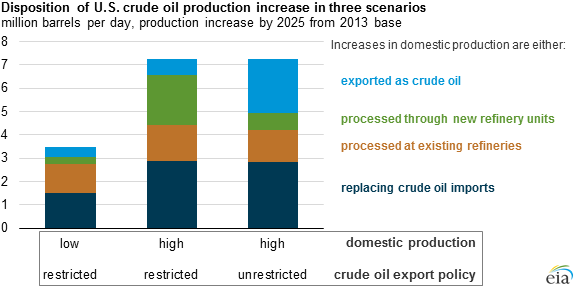 Disposition of U.S. crude oil production increase in three scenarios
million barrels per day, production increase by 2025 from 2013 base
8
7
6
5
4
3
2
1
0
Increases in domestic production are either:
exported as crude oil
processed through new refinery units
processed at existing refineries
replacing crude oil imports
low high high domestic production
restricted restricted unrestricted crude oil export policy
eia